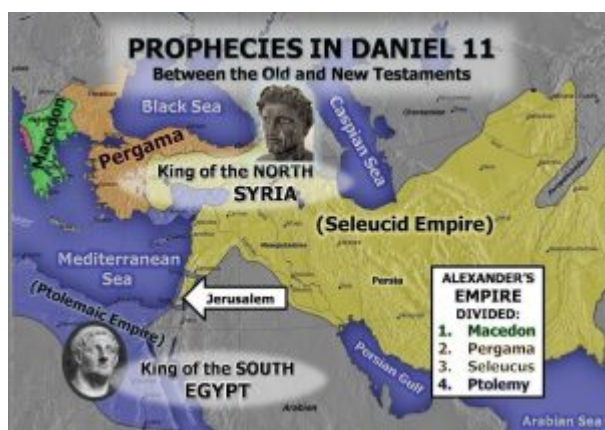 PROPHECIES IN DANIEL 11
Between the Old and New Testaments
Black Sea
Caspian Sea
Macedon
Pergama
King of the NORTH
SYRIA
(Seleucid Empire)
Mediterranean
Sea
Persia
(Ptolemaic Empire)
Jerusalem
ALEXANDER'S
EMPIRE
DIVIDED:
1. Macedon
2. Pergama
3. Seleucus
4. Ptolemy
King of the SOUTH
EGYPT
Persian Gulf
Arabian
Arabian Sea